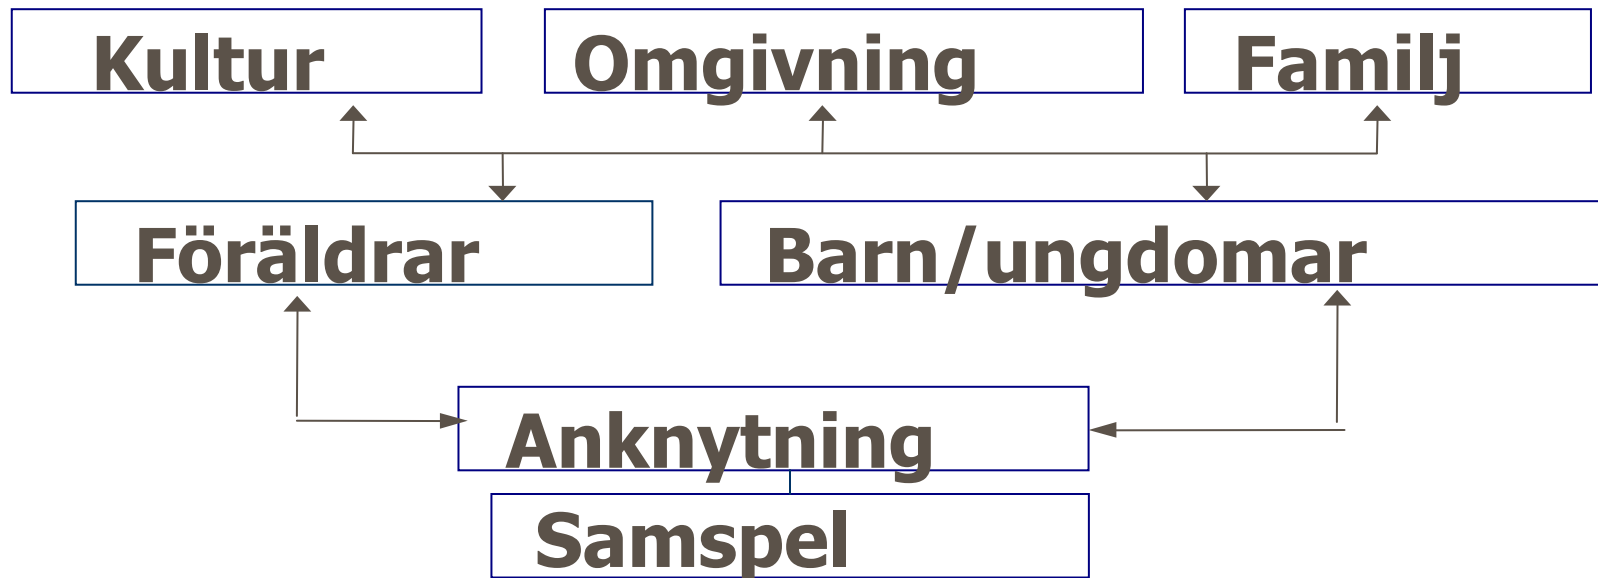 Kultur Omgivning Familj
Föräldrar Barn/ungdomar
Anknytning
Samspel